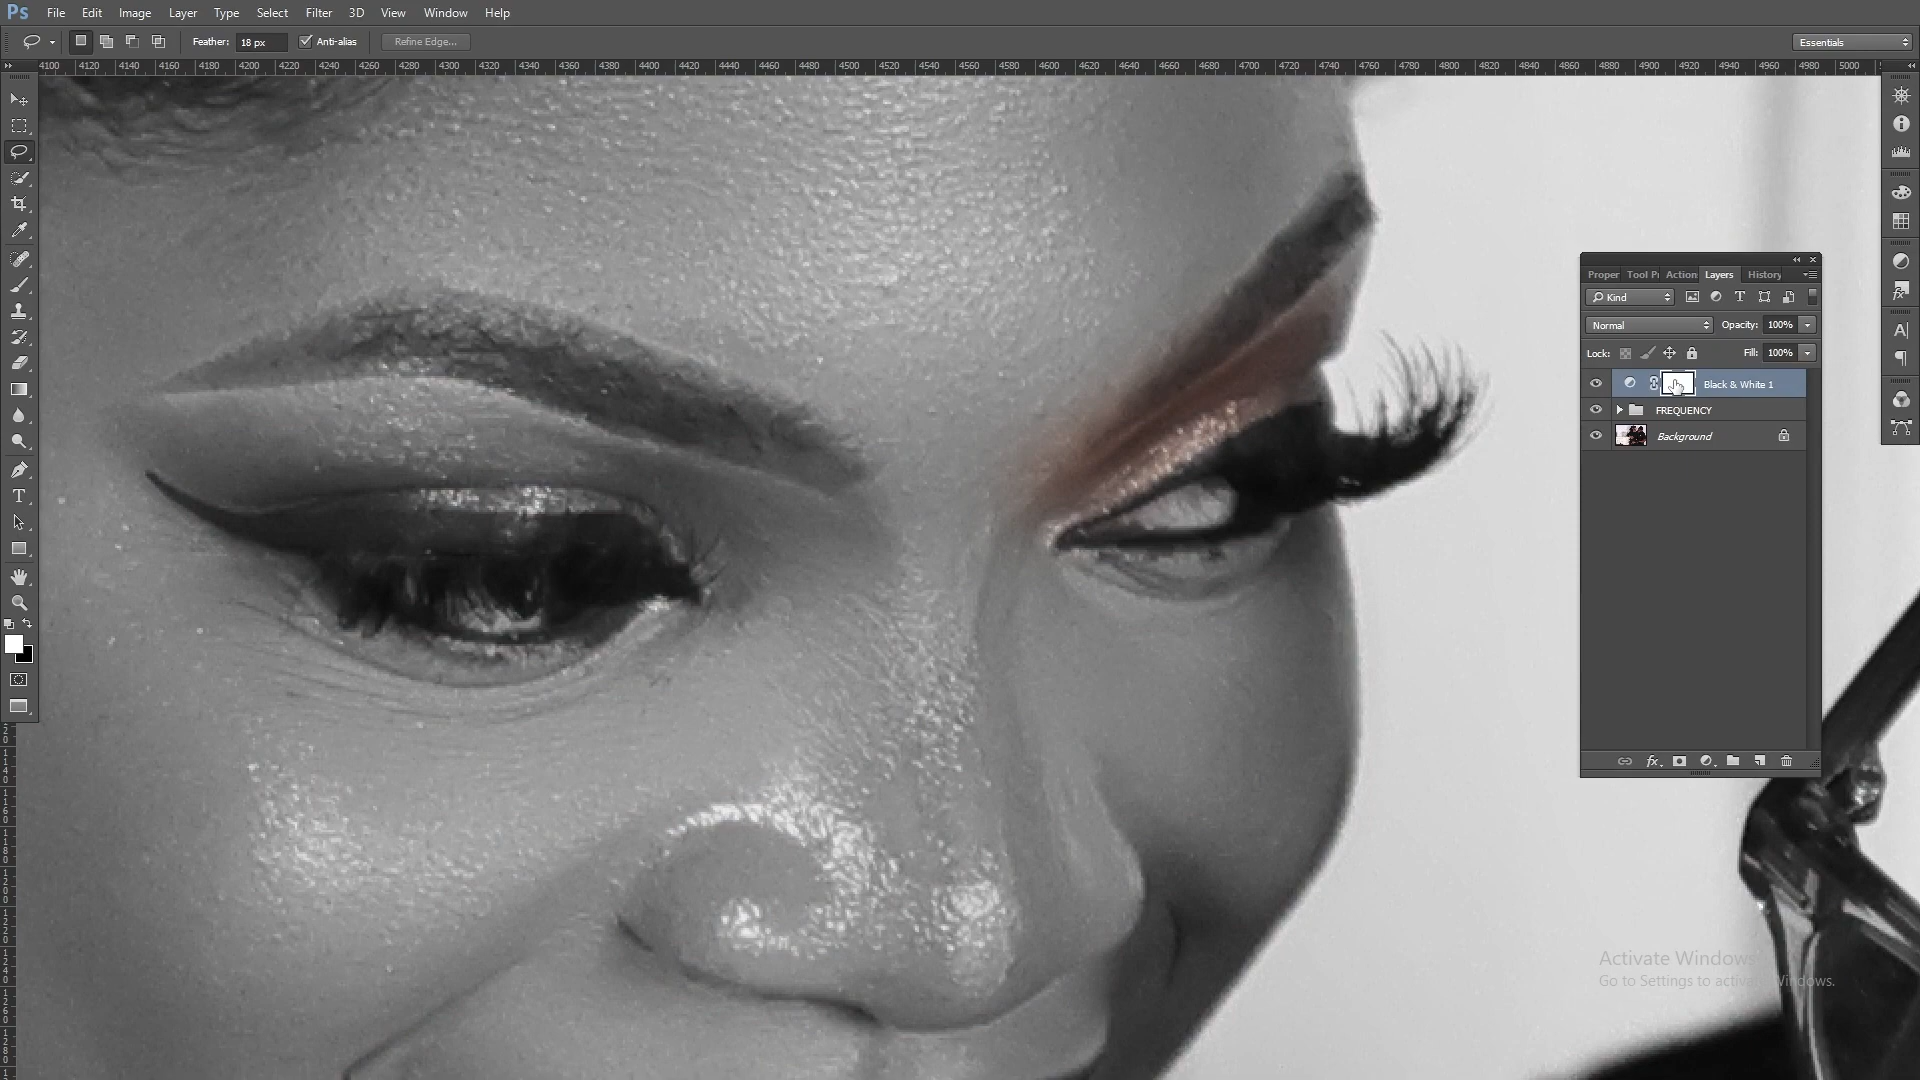 Ps File Edit Image Layer Type Select Filter 3D View Window Help
Feather: 18 px Anti-alias Refine Edge... Essentials
4100 4120 4140 4160 4180 4200 4220 4240 4260 4280 4300 4320 4340 4360 4380 4400 4420 4440 4460 4480 4500 4520 4540 4560 4580 4600 4620 4640 4660 4680 4700 4720 4740 4760 4780 4800 4820 4840 4860 4880 4900 4920 4940 4960 4980 5000
Proper Tool Pr Action Layers History
Kind
Normal Opacity: 100%
Lock: Fill: 100%
Black & White 1
FREQUENCY
Background
fx
Activate Windows
Go to Settings to activate Windows.